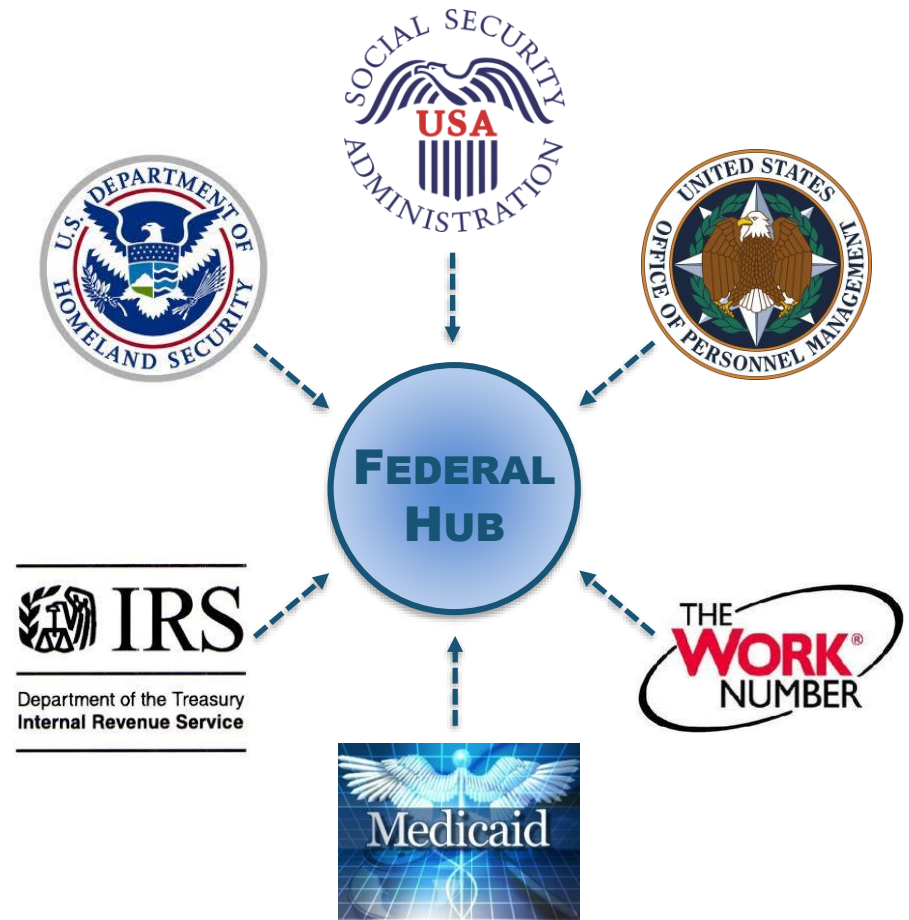 SOCIAL SECURITY
USA
ADMINISTRATION
U.S. DEPARTMENT OF
HOMELAND SECURITY
UNITED STATES
OFFICE OF PERSONNEL MANAGEMENT
FEDERAL
HUB
IRS
Department of the Treasury
Internal Revenue Service
THE
WORK®
NUMBER
Medicaid